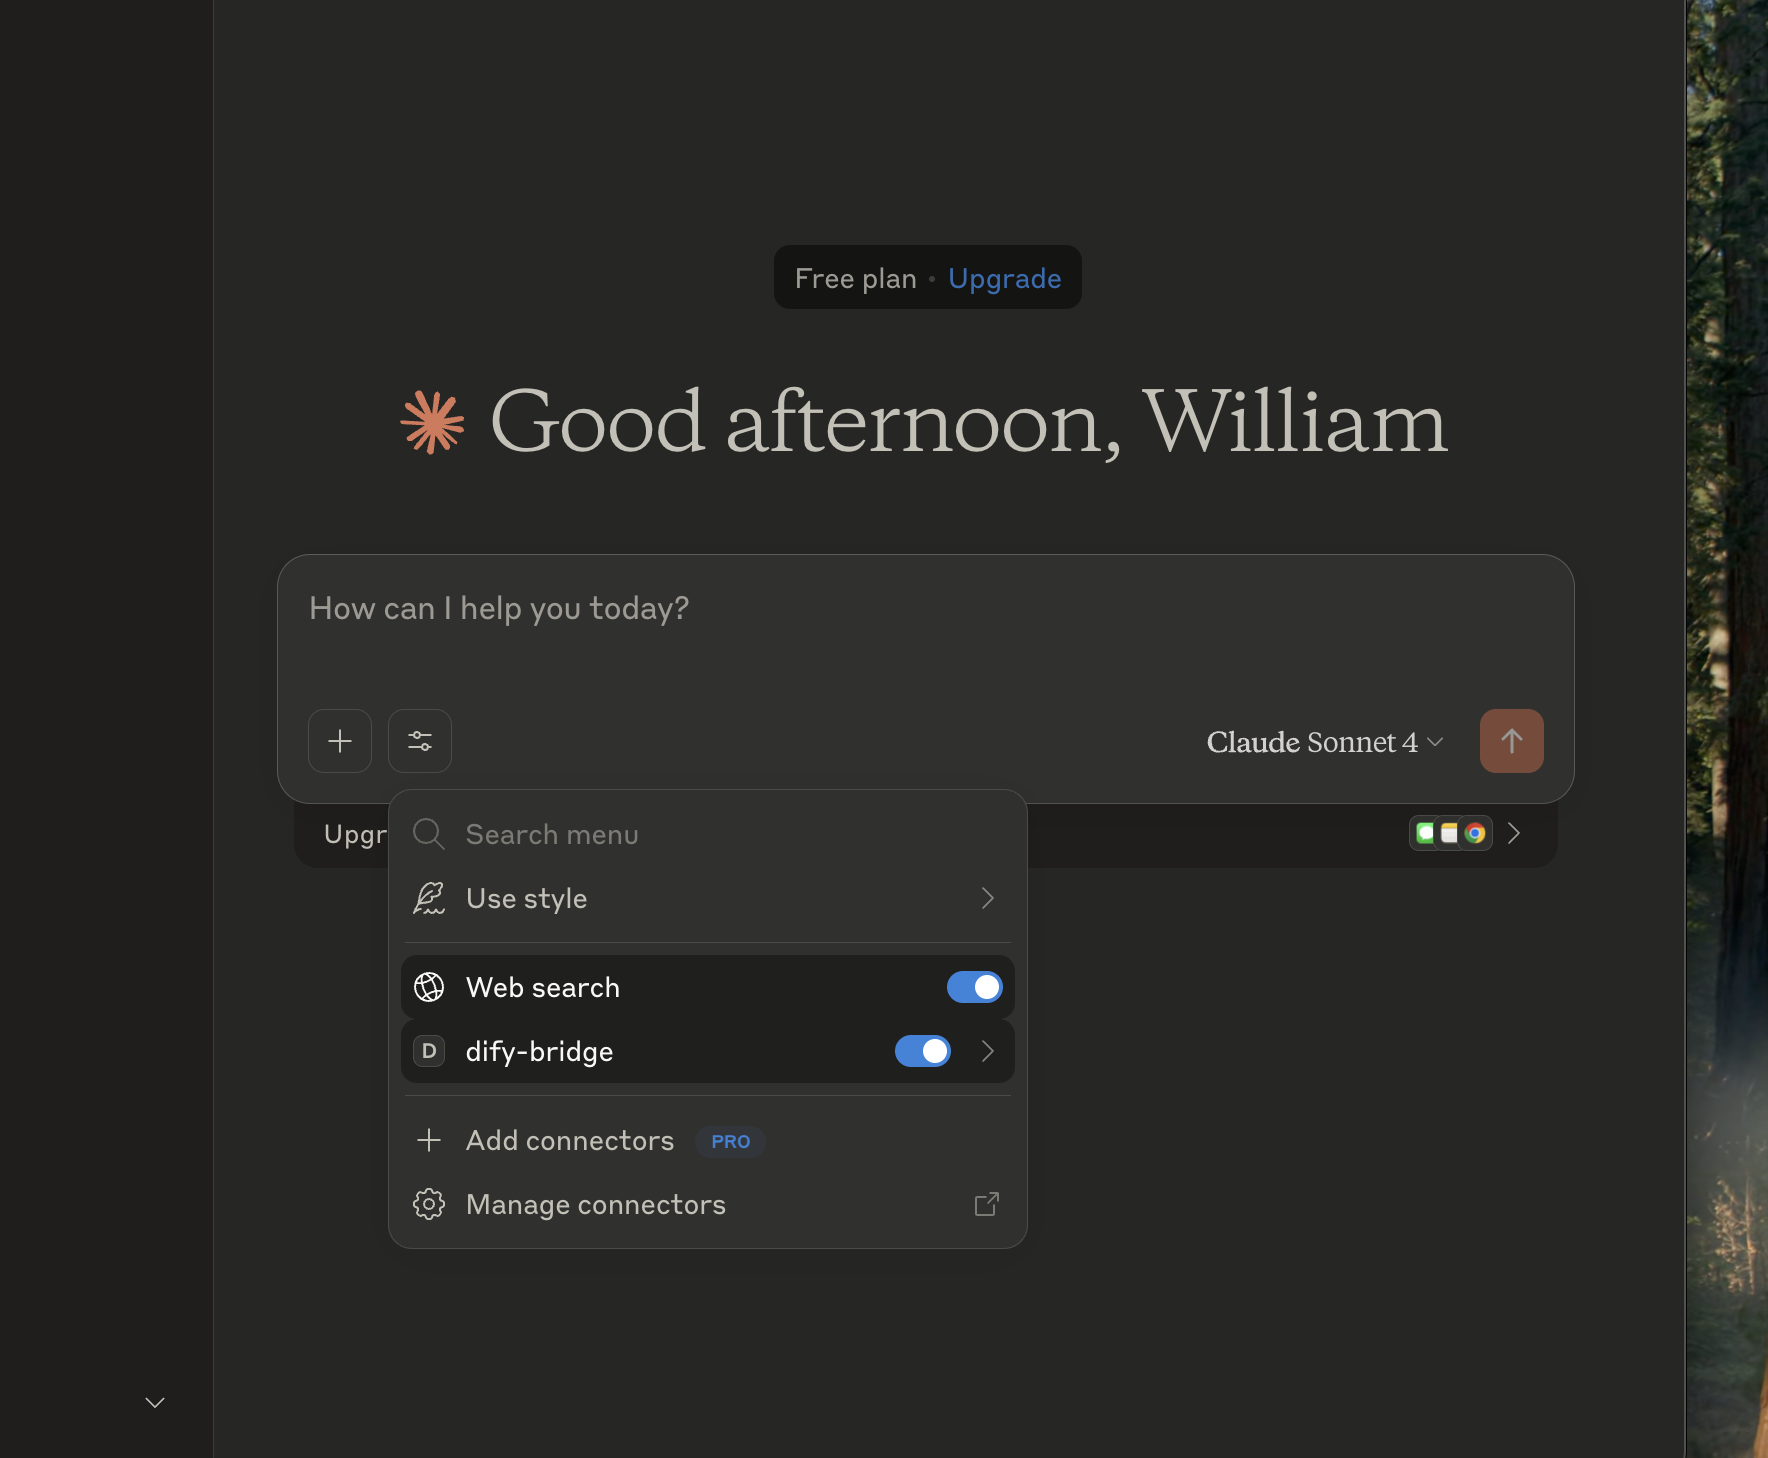 Free plan • Upgrade
Good afternoon, William
How can I help you today?
Claude Sonnet 4
Upgr
Search menu
Use style
Web search
D dify-bridge
Add connectors PRO
Manage connectors